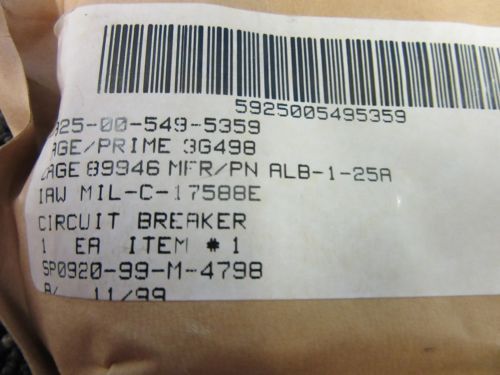 5925005495359
5925-00-549-5359
CAGE/PRIME 3G498
CAGE 89946 MFR/PN ALB-1-25A
IAW MIL-C-17588E
CIRCUIT BREAKER
1 EA ITEM #1
SP0920-99-M-4798
A/ 11/99